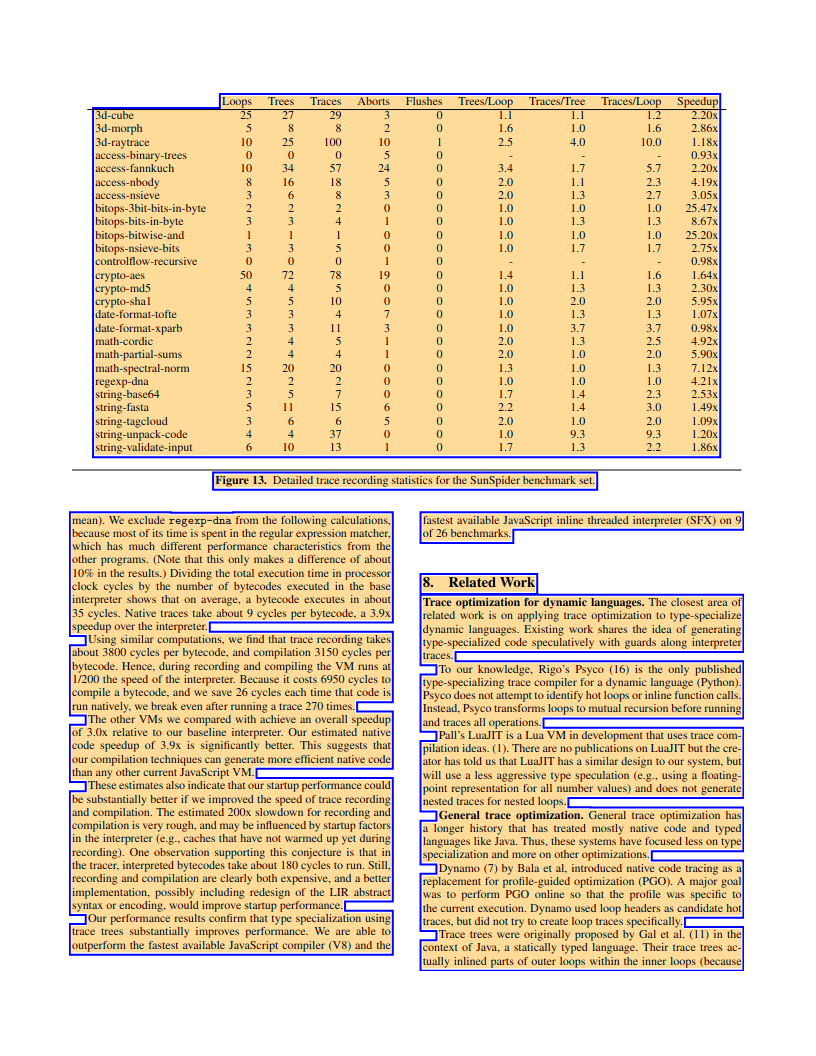 Loops Trees Traces Aborts Flushes Trees/Loop Traces/Tree Traces/Loop Speedup
3d-cube 25 27 29 3 0 1.1 1.1 1.2 2.20x
3d-morph 5 8 8 2 0 1.6 1.0 1.6 2.86x
3d-raytrace 10 25 100 10 1 2.5 4.0 10.0 1.18x
access-binary-trees 0 0 0 5 0 - - - 0.93x
access-fannkuch 10 34 57 24 0 3.4 1.7 5.7 2.20x
access-nbody 8 16 18 5 0 2.0 1.1 2.3 4.19x
access-nsieve 3 6 8 3 0 2.0 1.3 2.7 3.05x
bitops-3bit-bits-in-byte 2 2 2 0 0 1.0 1.0 1.0 25.47x
bitops-bits-in-byte 3 3 4 1 0 1.0 1.3 1.3 8.67x
bitops-bitwise-and 1 1 1 0 0 1.0 1.0 1.0 25.20x
bitops-nsieve-bits 3 3 5 0 0 1.0 1.7 1.7 2.75x
controlflow-recursive 0 0 0 1 0 - - - 0.98x
crypto-aes 50 72 78 19 0 1.4 1.1 1.6 1.64x
crypto-md5 4 4 5 0 0 1.0 1.3 1.3 2.30x
crypto-sha1 5 5 10 0 0 1.0 2.0 2.0 5.95x
date-format-tofte 3 3 4 7 0 1.0 1.3 1.3 1.07x
date-format-xparb 3 3 11 3 0 1.0 3.7 3.7 0.98x
math-cordic 2 4 5 1 0 2.0 1.3 2.5 4.92x
math-partial-sums 2 4 4 1 0 2.0 1.0 2.0 5.90x
math-spectral-norm 15 20 20 0 0 1.3 1.0 1.3 7.12x
regexp-dna 2 2 2 0 0 1.0 1.0 1.0 4.21x
string-base64 3 5 7 0 0 1.7 1.4 2.3 2.53x
string-fasta 5 11 15 6 0 2.2 1.4 3.0 1.49x
string-tagcloud 3 6 6 5 0 2.0 1.0 2.0 1.09x
string-unpack-code 4 4 37 0 0 1.0 9.3 9.3 1.20x
string-validate-input 6 10 13 1 0 1.7 1.3 2.2 1.86x
Figure 13. Detailed trace recording statistics for the SunSpider benchmark set.
mean). We exclude regexp-dna from the following calculations,
because most of its time is spent in the regular expression matcher,
which has much different performance characteristics from the
other programs. (Note that this only makes a difference of about
10% in the results.) Dividing the total execution time in processor
clock cycles by the number of bytecodes executed in the base
interpreter shows that on average, a bytecode executes in about
35 cycles. Native traces take about 9 cycles per bytecode, a 3.9x
speedup over the interpreter.
Using similar computations, we find that trace recording takes
about 3800 cycles per bytecode, and compilation 3150 cycles per
bytecode. Hence, during recording and compiling the VM runs at
1/200 the speed of the interpreter. Because it costs 6950 cycles to
compile a bytecode, and we save 26 cycles each time that code is
run natively, we break even after running a trace 270 times.
The other VMs we compared with achieve an overall speedup
of 3.0x relative to our baseline interpreter. Our estimated native
code speedup of 3.9x is significantly better. This suggests that
our compilation techniques can generate more efficient native code
than any other current JavaScript VM.
These estimates also indicate that our startup performance could
be substantially better if we improved the speed of trace recording
and compilation. The estimated 200x slowdown for recording and
compilation is very rough, and may be influenced by startup factors
in the interpreter (e.g., caches that have not warmed up yet during
recording). One observation supporting this conjecture is that in
the tracer, interpreted bytecodes take about 180 cycles to run. Still,
recording and compilation are clearly both expensive, and a better
implementation, possibly including redesign of the LIR abstract
syntax or encoding, would improve startup performance.
Our performance results confirm that type specialization using
trace trees substantially improves performance. We are able to
outperform the fastest available JavaScript compiler (V8) and the
fastest available JavaScript inline threaded interpreter (SFX) on 9
of 26 benchmarks.
8. Related Work
Trace optimization for dynamic languages. The closest area of
related work is on applying trace optimization to type-specialize
dynamic languages. Existing work shares the idea of generating
type-specialized code speculatively with guards along interpreter
traces.
To our knowledge, Rigo's Psyco (16) is the only published
type-specializing trace compiler for a dynamic language (Python).
Psyco does not attempt to identify hot loops or inline function calls.
Instead, Psyco transforms loops to mutual recursion before running
and traces all operations.
Pall's LuaJIT is a Lua VM in development that uses trace com-
pilation ideas. (1). There are no publications on LuaJIT but the cre-
ator has told us that LuaJIT has a similar design to our system, but
will use a less aggressive type speculation (e.g., using a floating-
point representation for all number values) and does not generate
nested traces for nested loops.
General trace optimization. General trace optimization has
a longer history that has treated mostly native code and typed
languages like Java. Thus, these systems have focused less on type
specialization and more on other optimizations.
Dynamo (7) by Bala et al, introduced native code tracing as a
replacement for profile-guided optimization (PGO). A major goal
was to perform PGO online so that the profile was specific to
the current execution. Dynamo used loop headers as candidate hot
traces, but did not try to create loop traces specifically.
Trace trees were originally proposed by Gal et al. (11) in the
context of Java, a statically typed language. Their trace trees ac-
tually inlined parts of outer loops within the inner loops (because